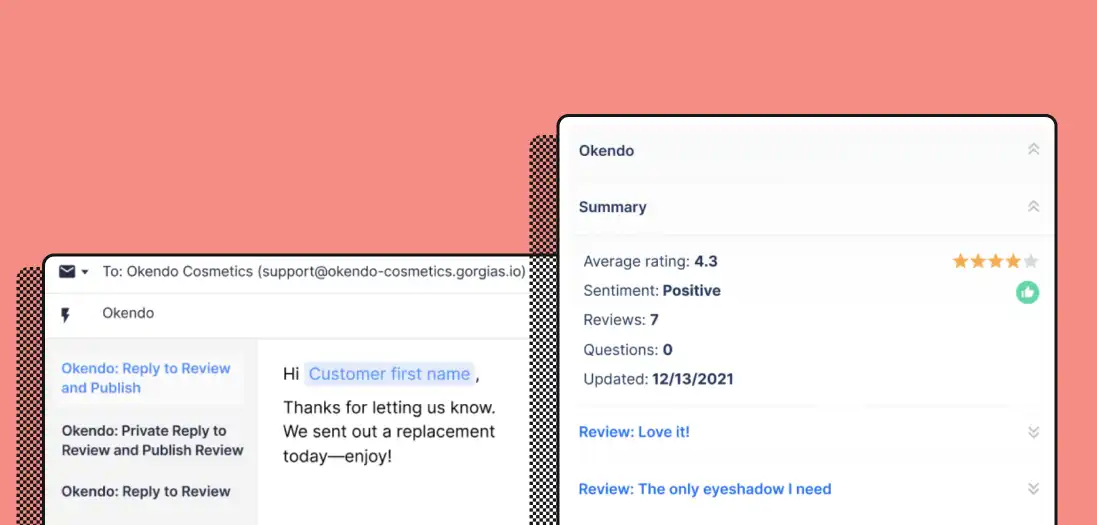 To: Okendo Cosmetics (support@okendo-cosmetics.gorgias.io)
Okendo
Okendo: Reply to Review
and Publish
Okendo: Private Reply to
Review and Publish Review
Okendo: Reply to Review
Hi Customer first name ,
Thanks for letting us know.
We sent out a replacement
today—enjoy!
Okendo
Summary
Average rating: 4.3
Sentiment: Positive
Reviews: 7
Questions: 0
Updated: 12/13/2021
Review: Love it!
Review: The only eyeshadow I need